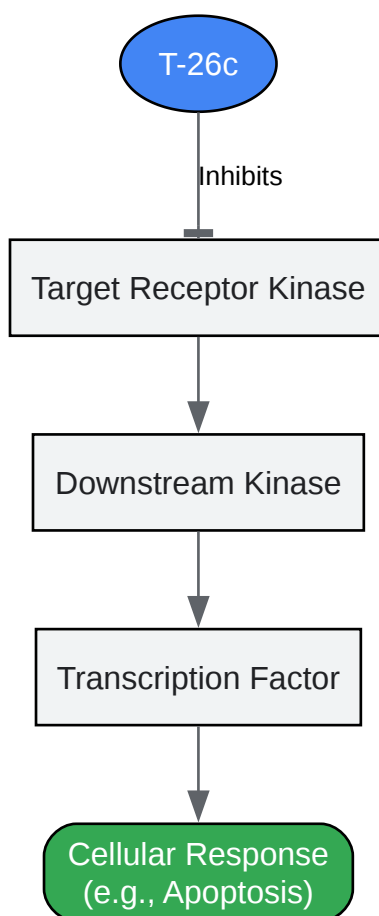 T-26c
Inhibits
Target Receptor Kinase
Downstream Kinase
Transcription Factor
Cellular Response
(e.g., Apoptosis)